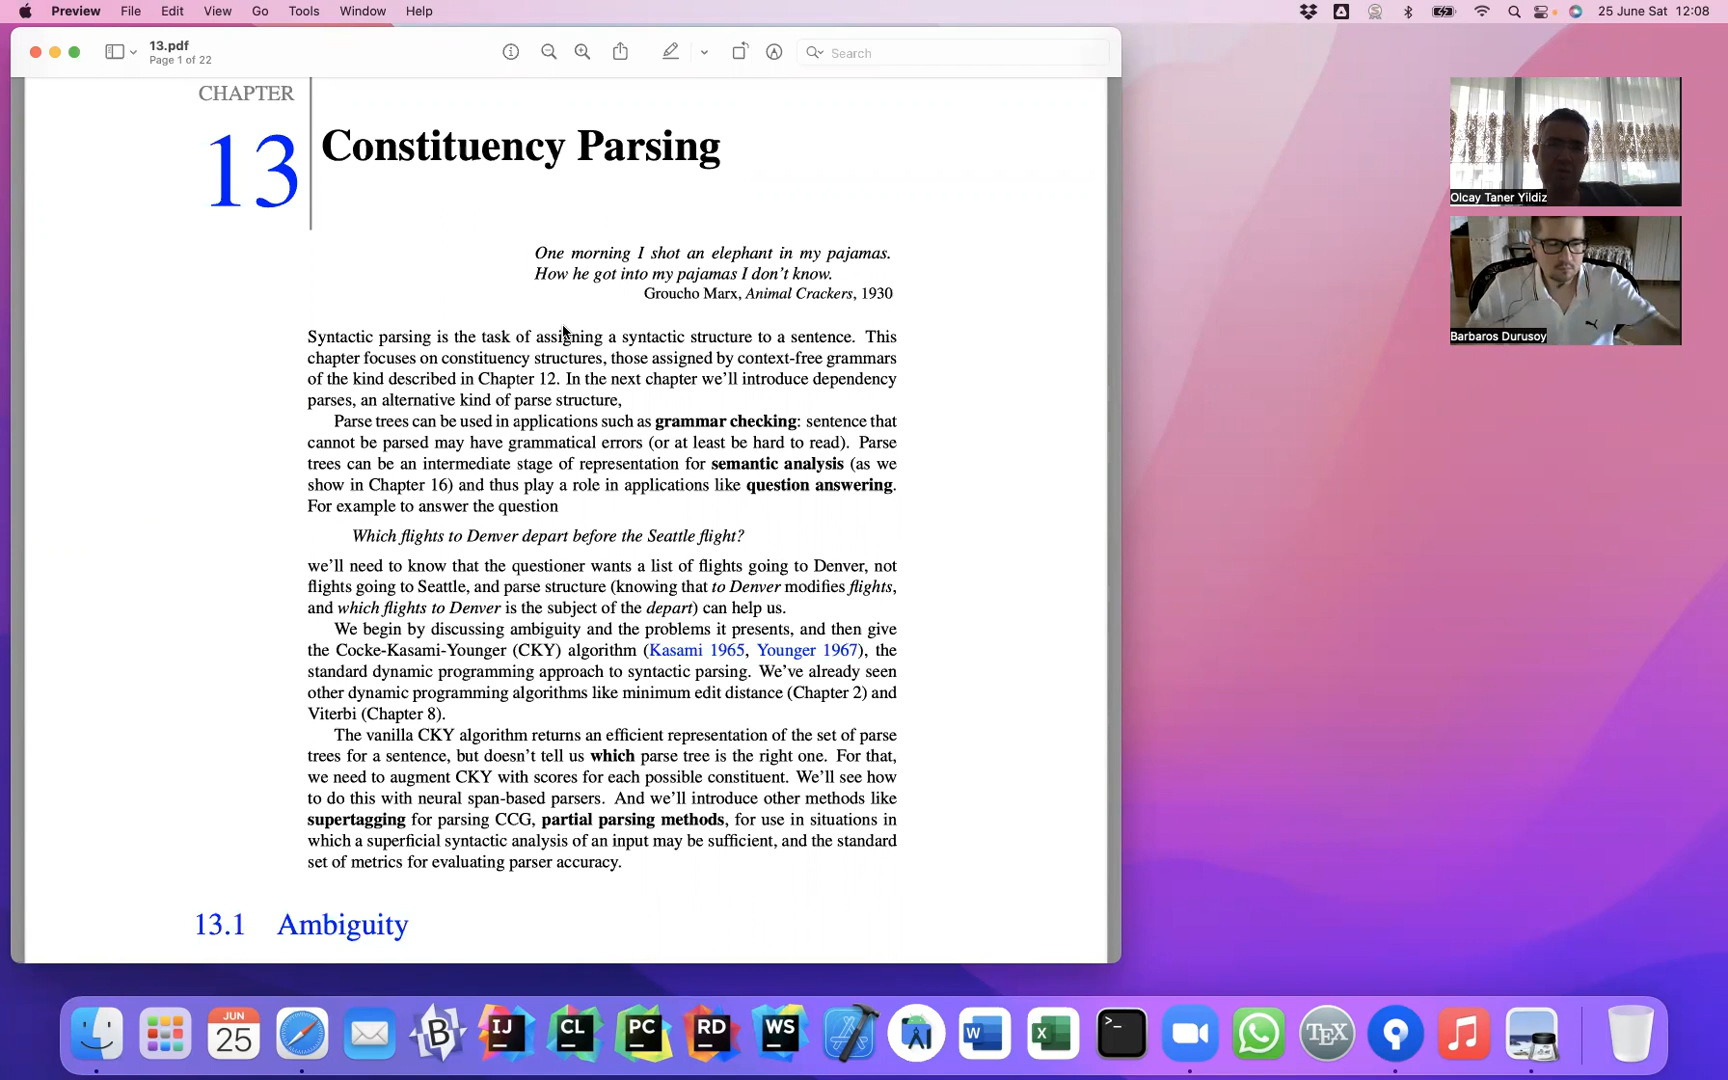 Preview File Edit View Go Tools Window Help
25 June Sat 12:08
13.pdf
Page 1 of 22
Search
CHAPTER
13
Constituency Parsing
One morning I shot an elephant in my pajamas.
How he got into my pajamas I don't know.
Groucho Marx, Animal Crackers, 1930
Syntactic parsing is the task of assigning a syntactic structure to a sentence. This
chapter focuses on constituency structures, those assigned by context-free grammars
of the kind described in Chapter 12. In the next chapter we'll introduce dependency
parses, an alternative kind of parse structure,
Parse trees can be used in applications such as grammar checking: sentence that
cannot be parsed may have grammatical errors (or at least be hard to read). Parse
trees can be an intermediate stage of representation for semantic analysis (as we
show in Chapter 16) and thus play a role in applications like question answering.
For example to answer the question
Which flights to Denver depart before the Seattle flight?
we'll need to know that the questioner wants a list of flights going to Denver, not
flights going to Seattle, and parse structure (knowing that to Denver modifies flights,
and which flights to Denver is the subject of the depart) can help us.
We begin by discussing ambiguity and the problems it presents, and then give
the Cocke-Kasami-Younger (CKY) algorithm (Kasami 1965, Younger 1967), the
standard dynamic programming approach to syntactic parsing. We've already seen
other dynamic programming algorithms like minimum edit distance (Chapter 2) and
Viterbi (Chapter 8).
The vanilla CKY algorithm returns an efficient representation of the set of parse
trees for a sentence, but doesn't tell us which parse tree is the right one. For that,
we need to augment CKY with scores for each possible constituent. We'll see how
to do this with neural span-based parsers. And we'll introduce other methods like
supertagging for parsing CCG, partial parsing methods, for use in situations in
which a superficial syntactic analysis of an input may be sufficient, and the standard
set of metrics for evaluating parser accuracy.
13.1 Ambiguity
Olcay Taner Yildiz
Barbaros Durusoy
JUN
25
B
IJ
CL
PC
RD
WS
W
X
>_
TEX